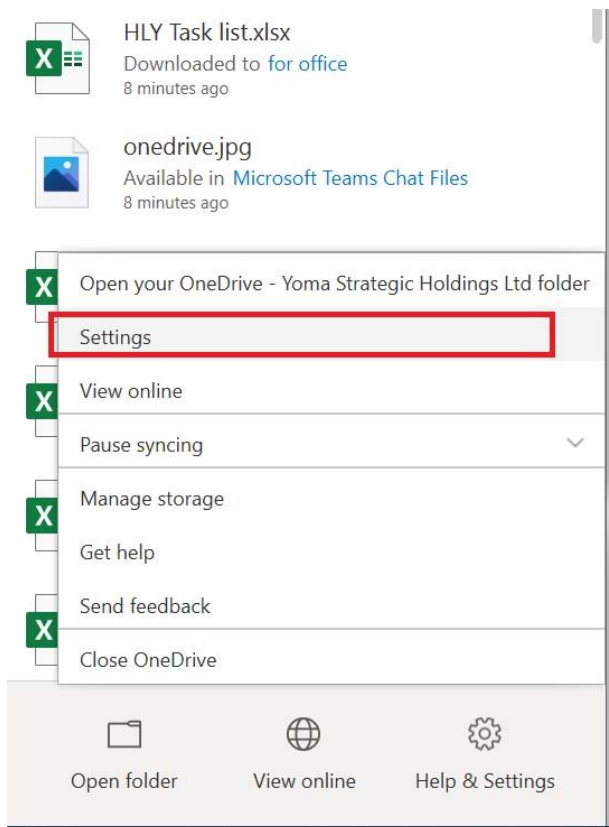 HLY Task list.xlsx
Downloaded to for office
8 minutes ago
onedrive.jpg
Available in Microsoft Teams Chat Files
8 minutes ago
Open your OneDrive - Yoma Strategic Holdings Ltd folder
Settings
View online
Pause syncing
Manage storage
Get help
Send feedback
Close OneDrive
Open folder
View online
Help & Settings